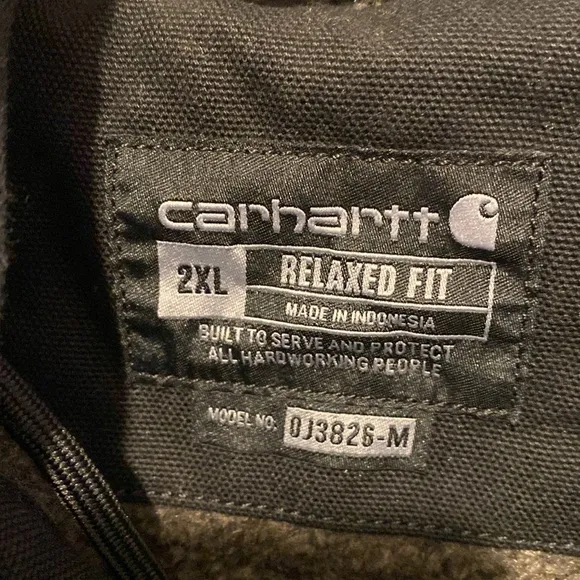 carhartt
2XL RELAXED FIT
MADE IN INDONESIA
BUILT TO SERVE AND PROTECT
ALL HARDWORKING PEOPLE
MODEL NO. OJ3826-M